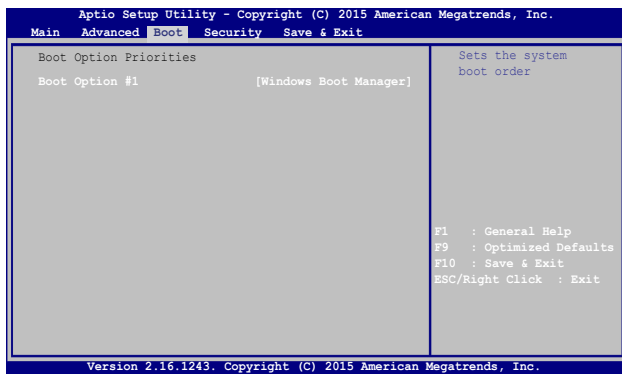 Aptio Setup Utility - Copyright (C) 2015 American Megatrends, Inc.
Main Advanced Boot Security Save & Exit
Boot Option Priorities
Boot Option #1 [Windows Boot Manager]
Sets the system
boot order
F1 : General Help
F9 : Optimized Defaults
F10 : Save & Exit
ESC/Right Click : Exit
Version 2.16.1243. Copyright (C) 2015 American Megatrends, Inc.